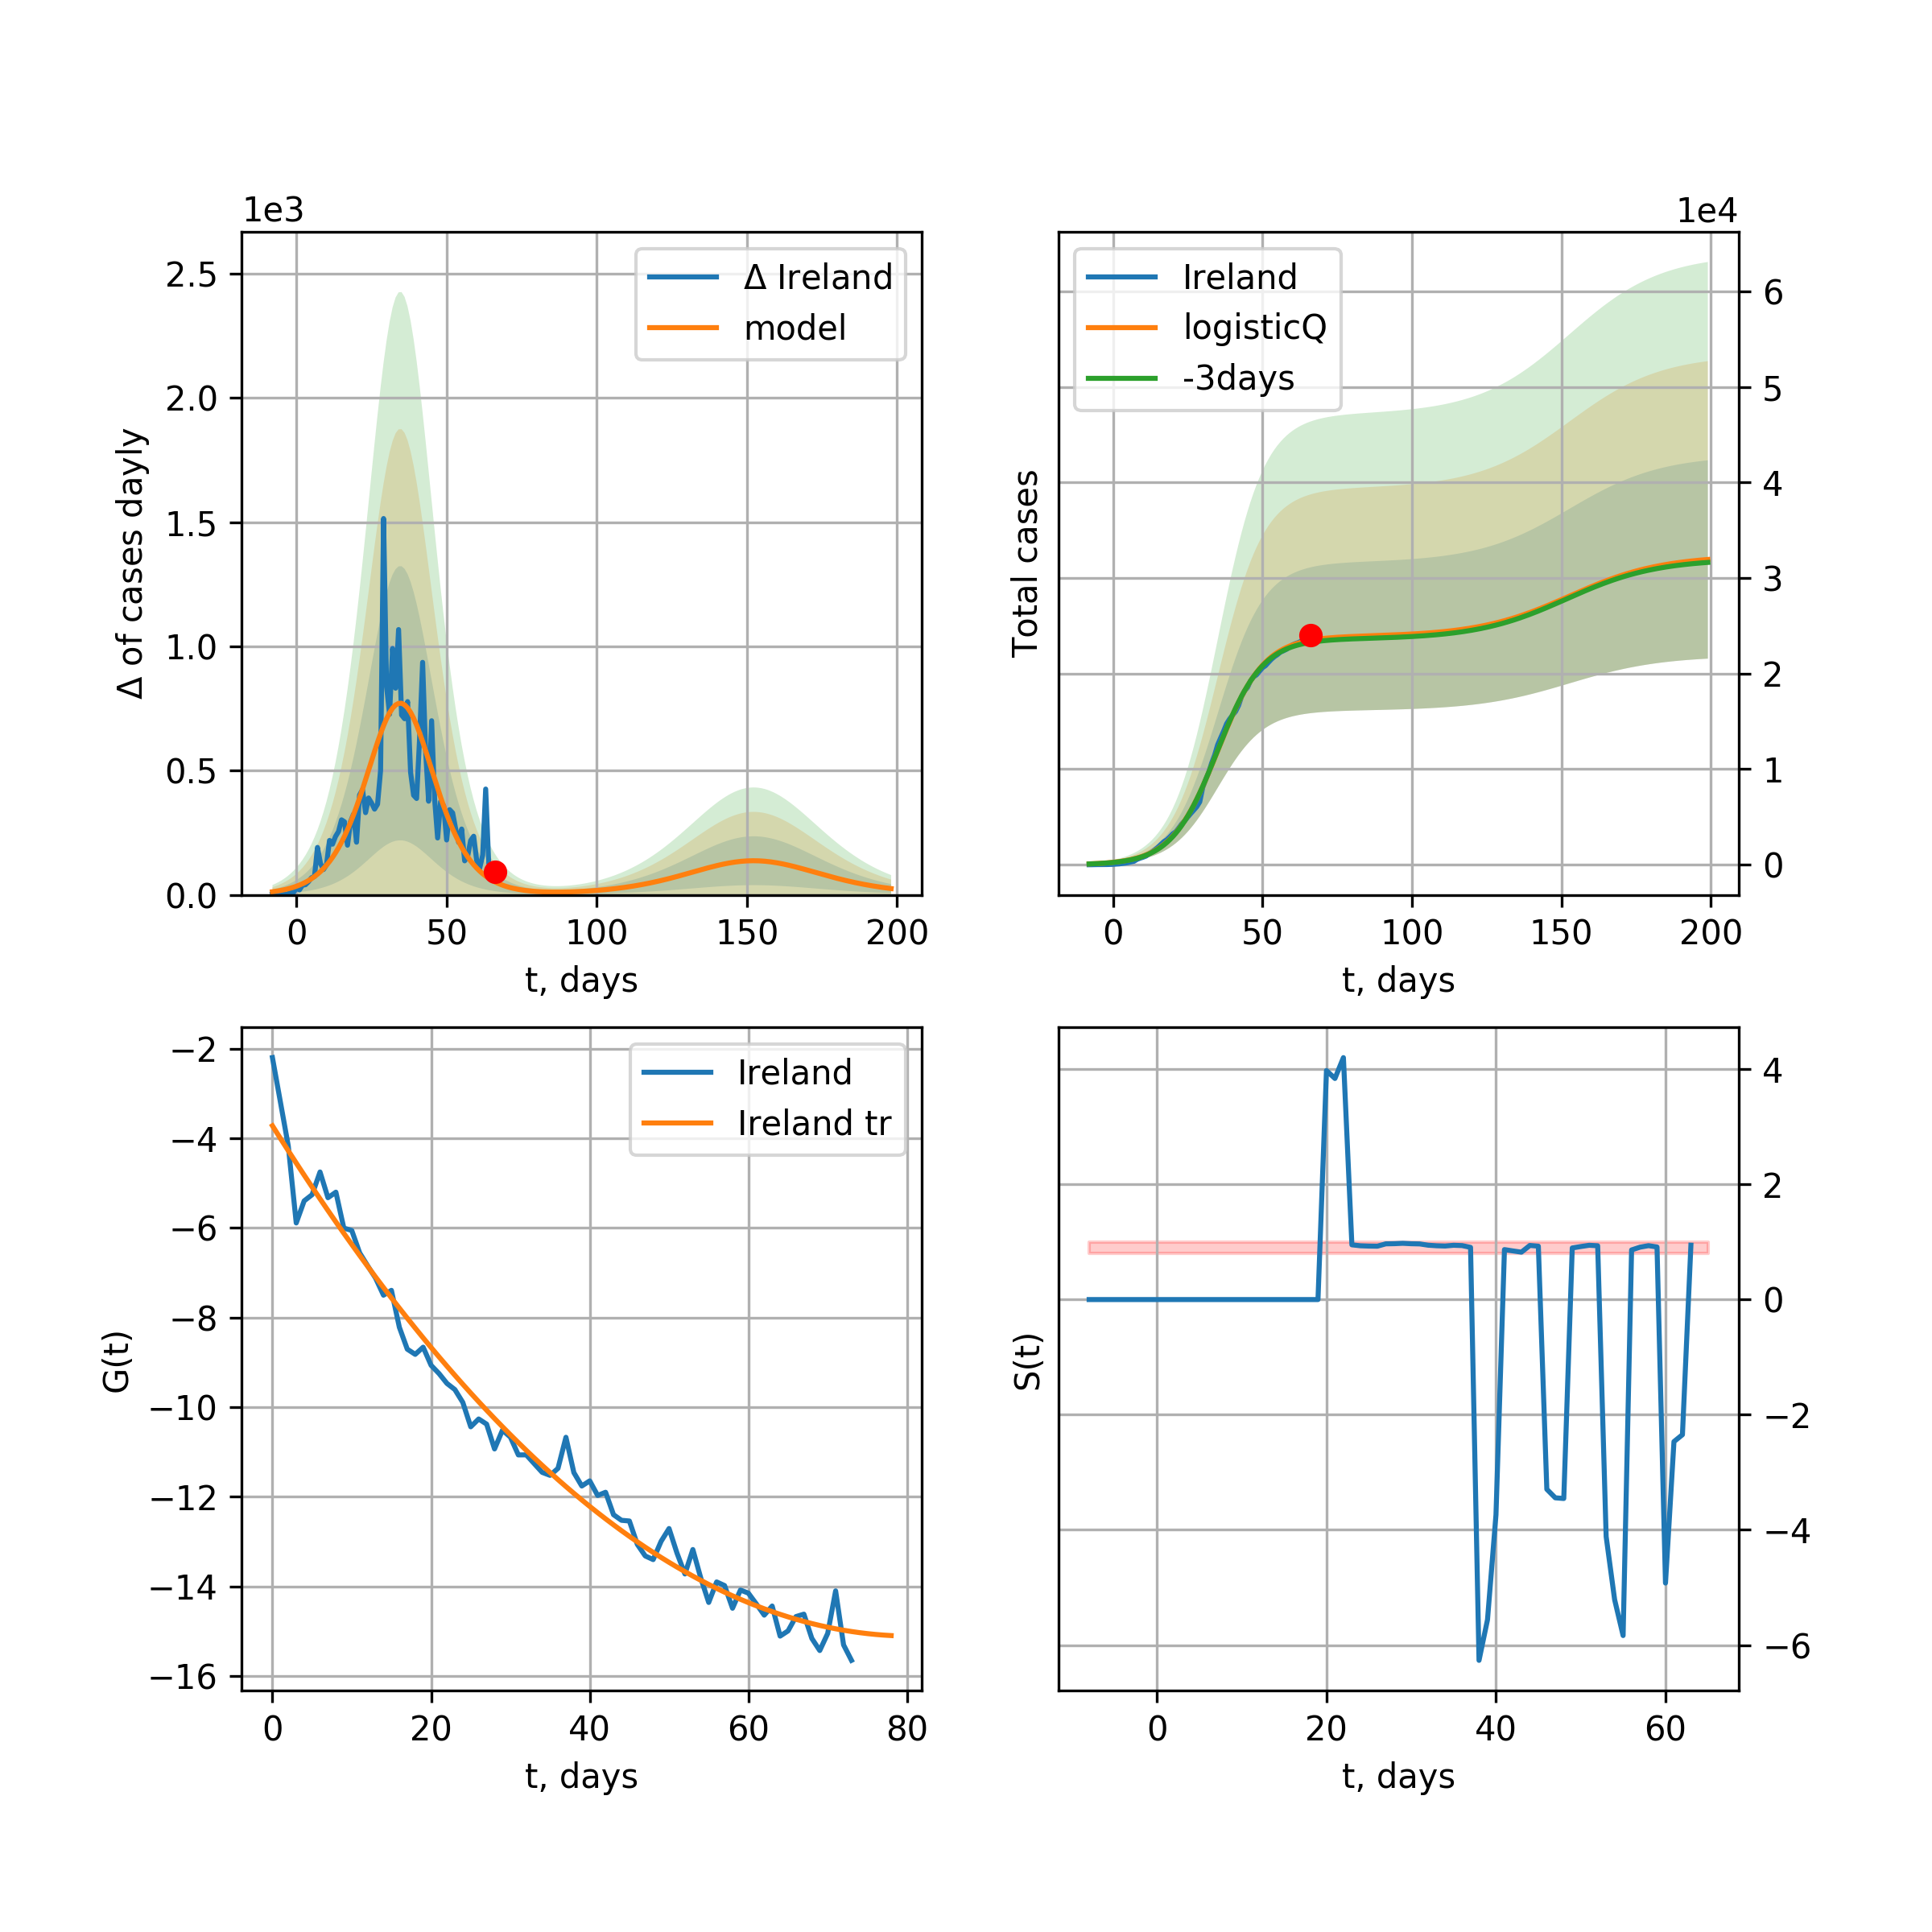 1e3
2.5
2.0
1.5
1.0
0.5
0.0
Δ of cases dayly
Δ Ireland
model
0 50 100 150 200
t, days
1e4
Ireland
logisticQ
-3days
6
5
4
3
2
1
0
Total cases
0 50 100 150 200
t, days
−2
−4
−6
−8
−10
−12
−14
−16
G(t)
Ireland
Ireland tr
0 20 40 60 80
t, days
4
2
0
−2
−4
−6
S(t)
0 20 40 60
t, days